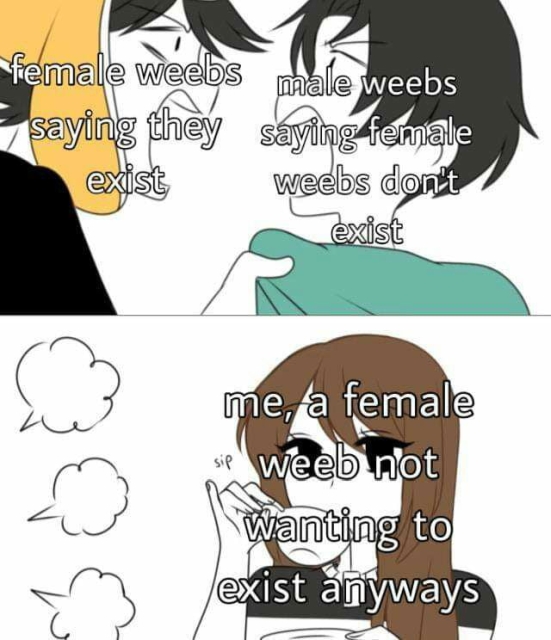 female weebs
saying they
exist
male weebs
saying female
weebs don't
exist
sip
me, a female
weeb not
wanting to
exist anyways